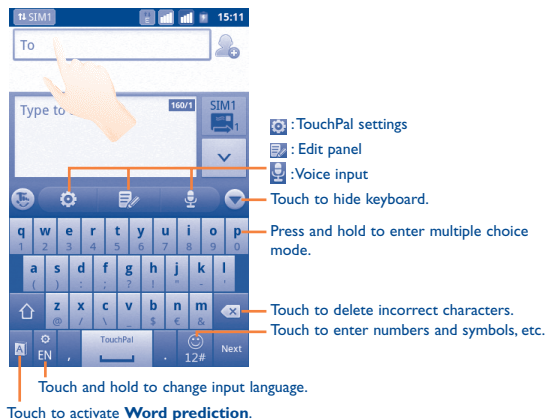 SIM1 E 15:11
To
Type to
160/1 SIM1
1
: TouchPal settings
: Edit panel
: Voice input
Touch to hide keyboard.
q w e r t y u i o p
1 2 3 4 5 6 7 8 9 0
Press and hold to enter multiple choice
mode.
a s d f g h j k l
( ) : ; ? ! " - '
z x c v b n m
@ / \ _ $ € &
Touch to delete incorrect characters.
Touch to enter numbers and symbols, etc.
A EN , TouchPal . 12# Next
Touch and hold to change input language.
Touch to activate Word prediction.